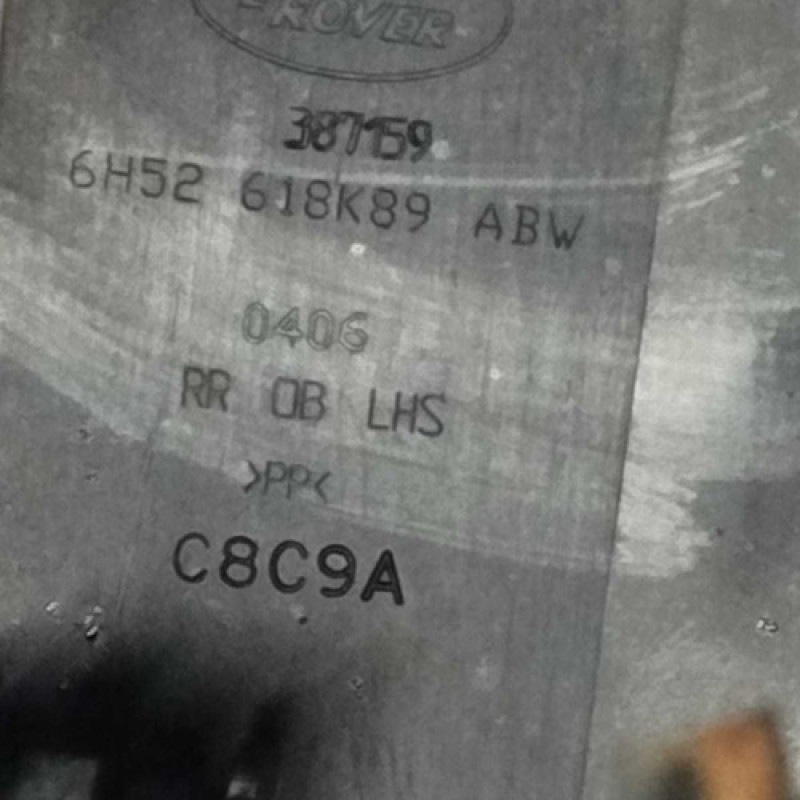 ROVER
387159
6H52 618K89 ABW
0406
RR OB LHS
>PP<
C8C9A